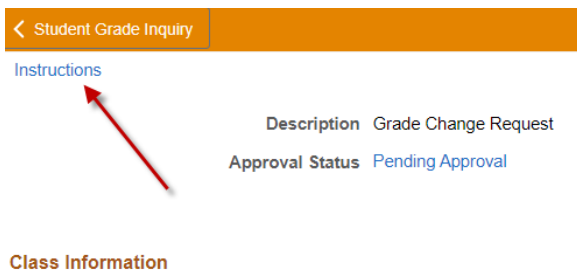 Student Grade Inquiry
Instructions
Description Grade Change Request
Approval Status Pending Approval
Class Information